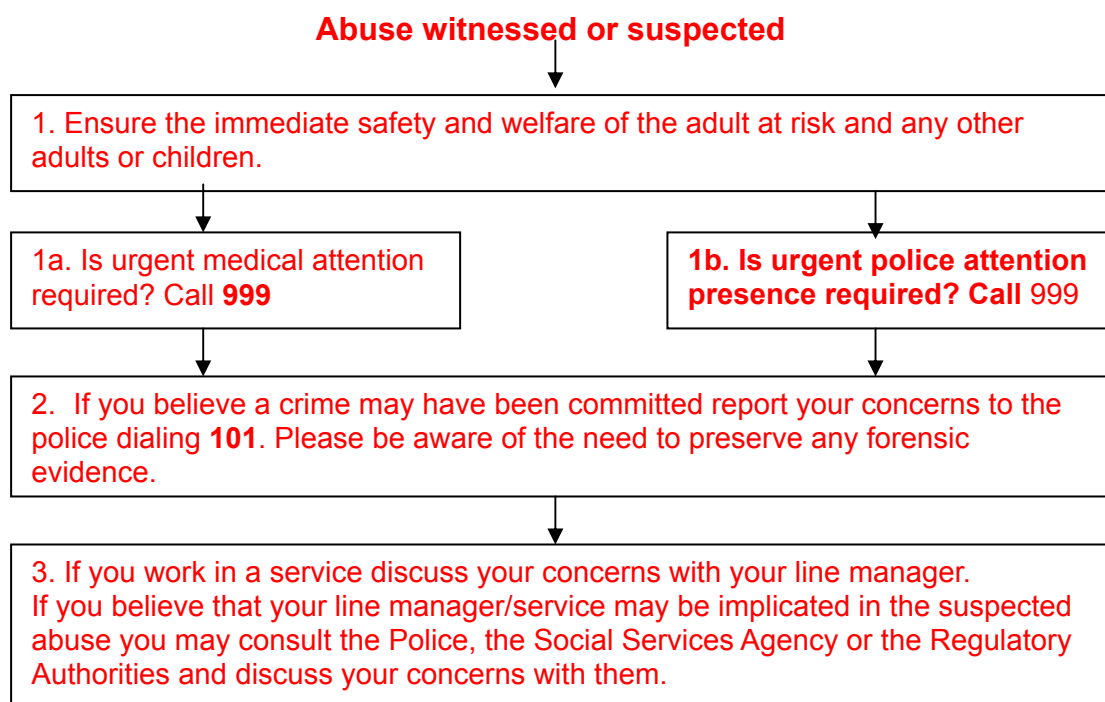 Abuse witnessed or suspected
1. Ensure the immediate safety and welfare of the adult at risk and any other
adults or children.
1a. Is urgent medical attention
required? Call 999
1b. Is urgent police attention
presence required? Call 999
2.  If you believe a crime may have been committed report your concerns to the
police dialing 101. Please be aware of the need to preserve any forensic
evidence.
3. If you work in a service discuss your concerns with your line manager.
If you believe that your line manager/service may be implicated in the suspected
abuse you may consult the Police, the Social Services Agency or the Regulatory
Authorities and discuss your concerns with them.